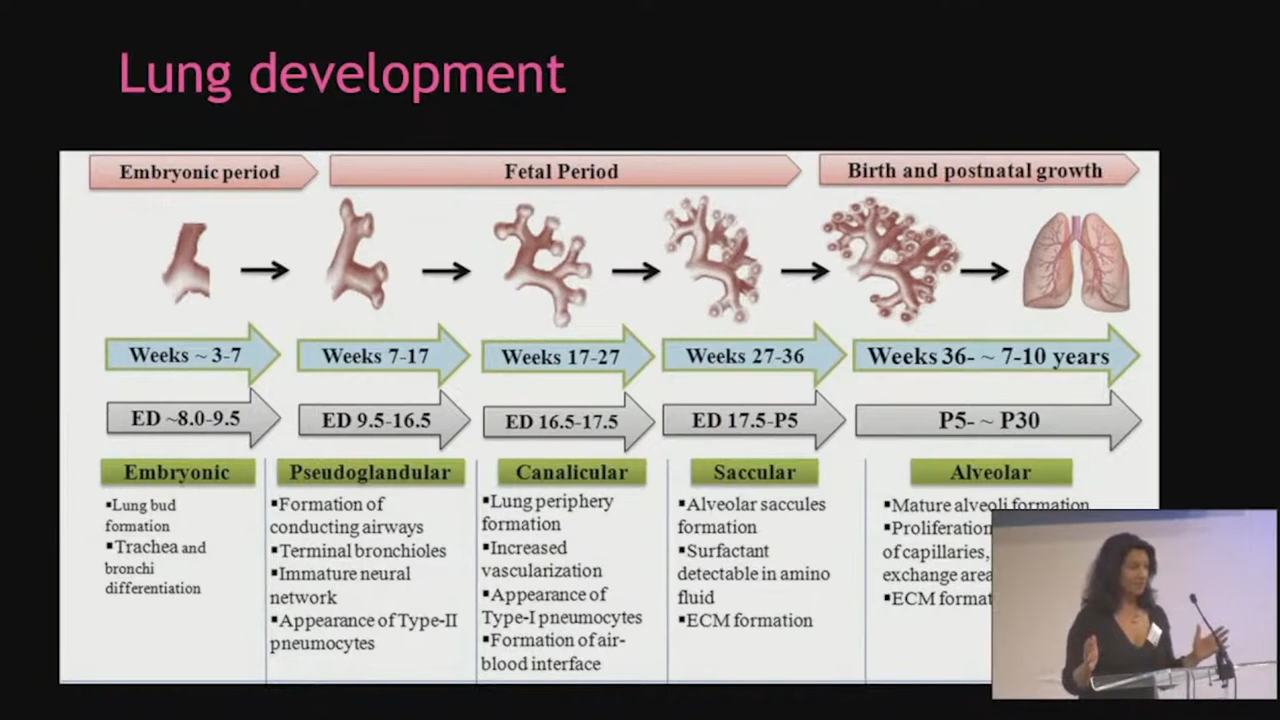 Lung development
Embryonic period
Fetal Period
Birth and postnatal growth
Weeks ~ 3-7
Weeks 7-17
Weeks 17-27
Weeks 27-36
Weeks 36- ~ 7-10 years
ED ~8.0-9.5
ED 9.5-16.5
ED 16.5-17.5
ED 17.5-P5
P5- ~ P30
Embryonic
▪Lung bud
formation
▪Trachea and
bronchi
differentiation
Pseudoglandular
▪Formation of
conducting airways
▪Terminal bronchioles
▪Immature neural
network
▪Appearance of Type-II
pneumocytes
Canalicular
▪Lung periphery
formation
▪Increased
vascularization
▪Appearance of
Type-I pneumocytes
▪Formation of air-
blood interface
Saccular
▪Alveolar saccules
formation
▪Surfactant
detectable in amino
fluid
▪ECM formation
Alveolar
▪Mature alveoli formation
▪Proliferation
of capillaries,
exchange area
▪ECM format